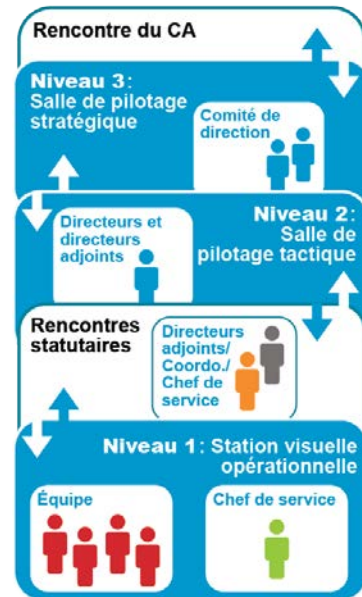 Rencontre du CA
Niveau 3:
Salle de pilotage
stratégique
Comité de
direction
Directeurs et
directeurs
adjoints
Niveau 2:
Salle de
pilotage tactique
Rencontres
statutaires
Directeurs
adjoints/
Coordo./
Chef de
service
Niveau 1: Station visuelle
opérationnelle
Équipe
Chef de service